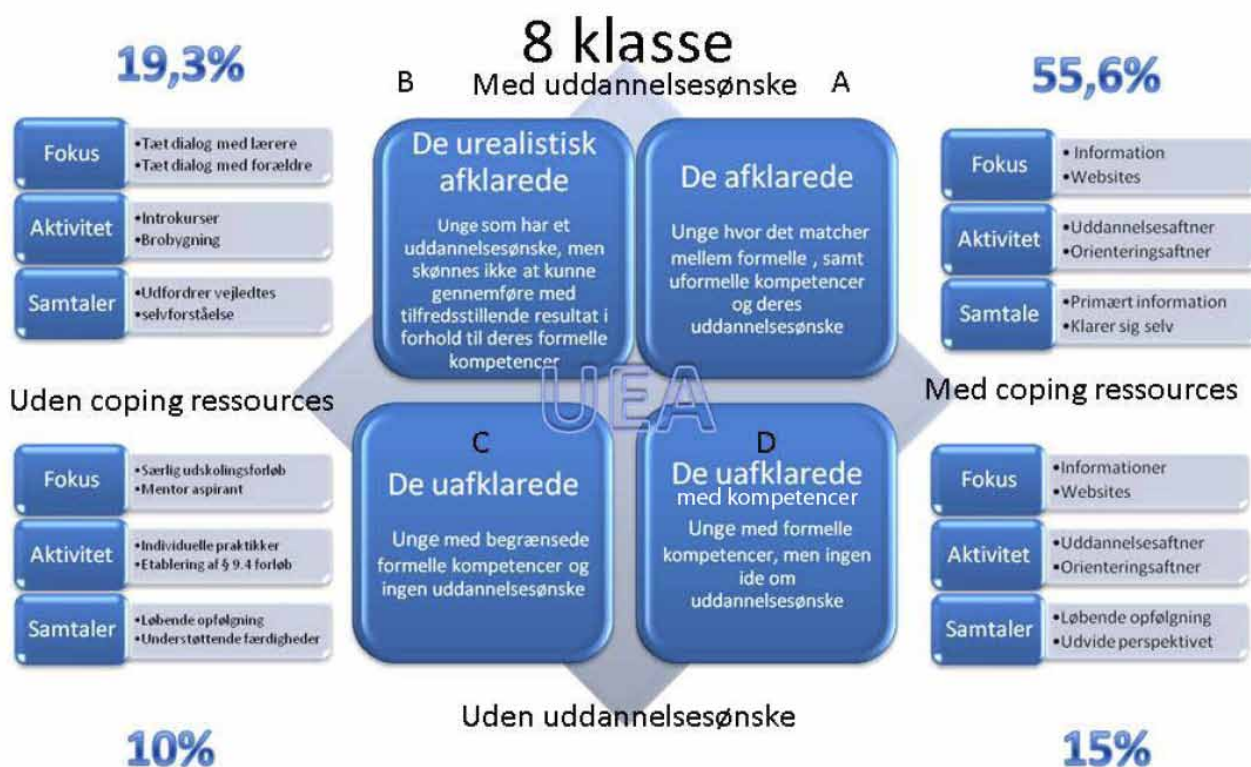 8 klasse
19,3%
B
Med uddannelsesønske
A
55,6%
Fokus
•Tæt dialog med lærere
•Tæt dialog med forældre
Aktivitet
•Introkurser
•Brobygning
Samtaler
•Udfordrer vejledtes
•selvforståelse
De urealistisk
afklarede
Unge som har et
uddannelsesønske, men
skønnes ikke at kunne
gennemføre med
tilfredsstillende resultat i
forhold til deres formelle
kompetencer
De afklarede
Unge hvor det matcher
mellem formelle , samt
uformelle kompetencer
og deres
uddannelsesønske
Fokus
• Information
• Websites
Aktivitet
•Uddannelsesaftner
•Orienteringsaftner
Samtale
•Primært information
•Klarer sig selv
Uden coping ressources
UEA
Med coping ressources
Fokus
•Særlig udskolingsforløb
•Mentor aspirant
Aktivitet
•Individuelle praktikker
•Etablering af § 9.4 forløb
Samtaler
•Løbende opfølgning
•Understøttende færdigheder
C
De uafklarede
Unge med begrænsede
formelle kompetencer og
ingen uddannelsesønske
D
De uafklarede
med kompetencer
Unge med formelle
kompetencer, men ingen
ide om
uddannelsesønske
Fokus
•Informationer
•Websites
Aktivitet
•Uddannelsesaftner
•Orienteringsaftner
Samtaler
•Løbende opfølgning
•Udvide perspektivet
Uden uddannelsesønske
10%
15%